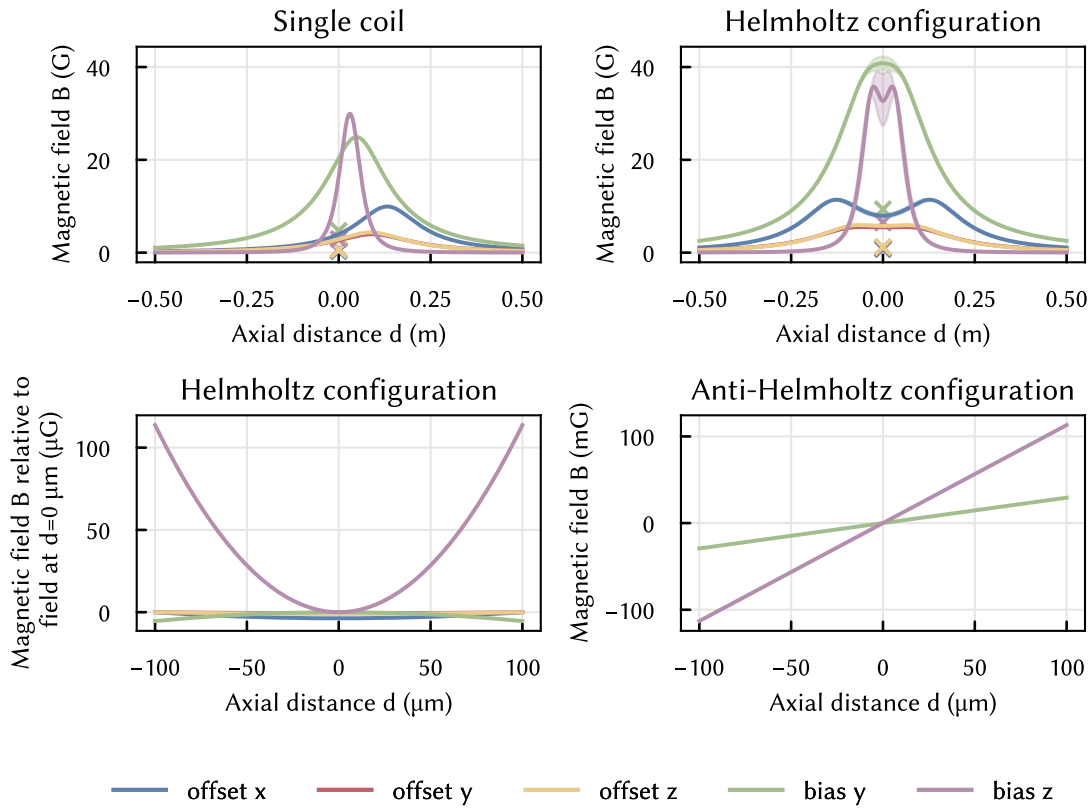 Single coil
Magnetic field B (G)
40
20
0
−0.50 −0.25 0.00 0.25 0.50
Axial distance d (m)
Helmholtz configuration
Magnetic field B (G)
40
20
0
−0.50 −0.25 0.00 0.25 0.50
Axial distance d (m)
Helmholtz configuration
Magnetic field B relative to
field at d=0 μm (μG)
100
50
0
−100 −50 0 50 100
Axial distance d (μm)
Anti-Helmholtz configuration
Magnetic field B (mG)
100
0
−100
−100 −50 0 50 100
Axial distance d (μm)
offset x offset y offset z bias y bias z